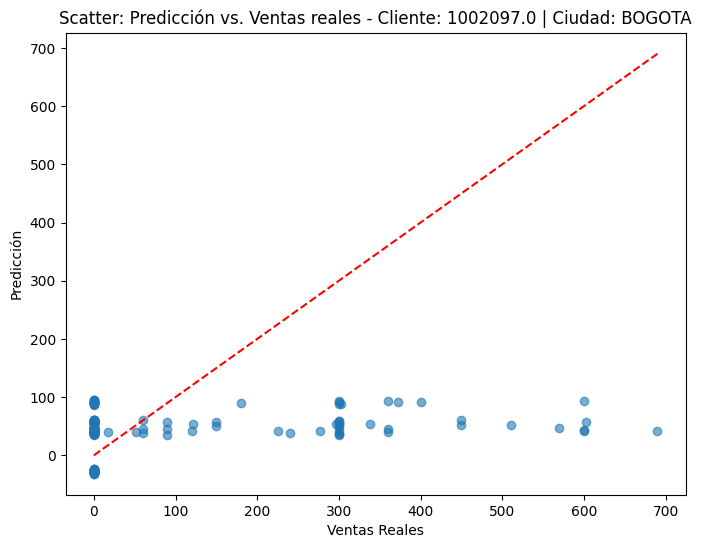 Scatter: Predicción vs. Ventas reales - Cliente: 1002097.0 | Ciudad: BOGOTA
700
600
500
400
300
200
100
0
Predicción
0 100 200 300 400 500 600 700
Ventas Reales